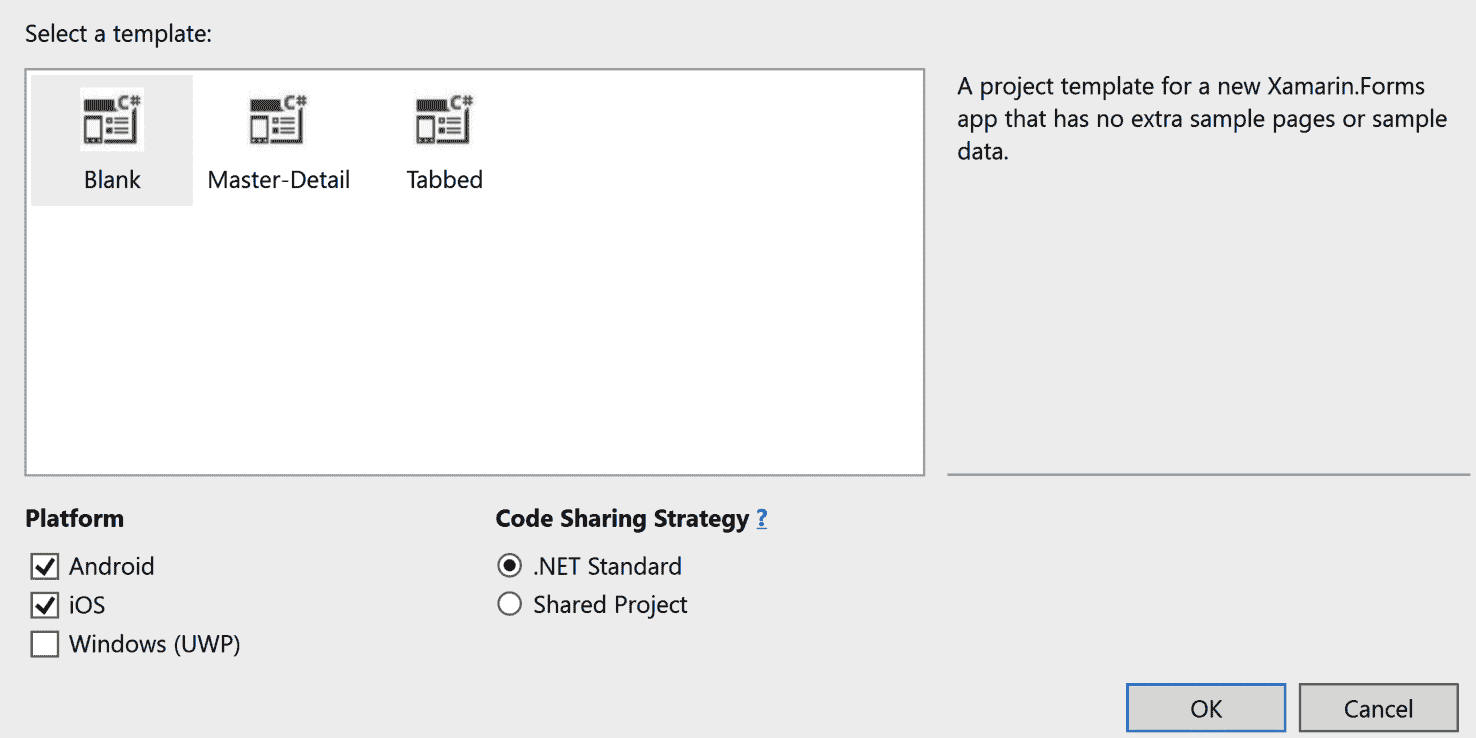 Select a template:
C# C# C#
Blank Master-Detail Tabbed
A project template for a new Xamarin.Forms
app that has no extra sample pages or sample
data.
Platform
Android
iOS
Windows (UWP)
Code Sharing Strategy ?
.NET Standard
Shared Project
OK Cancel